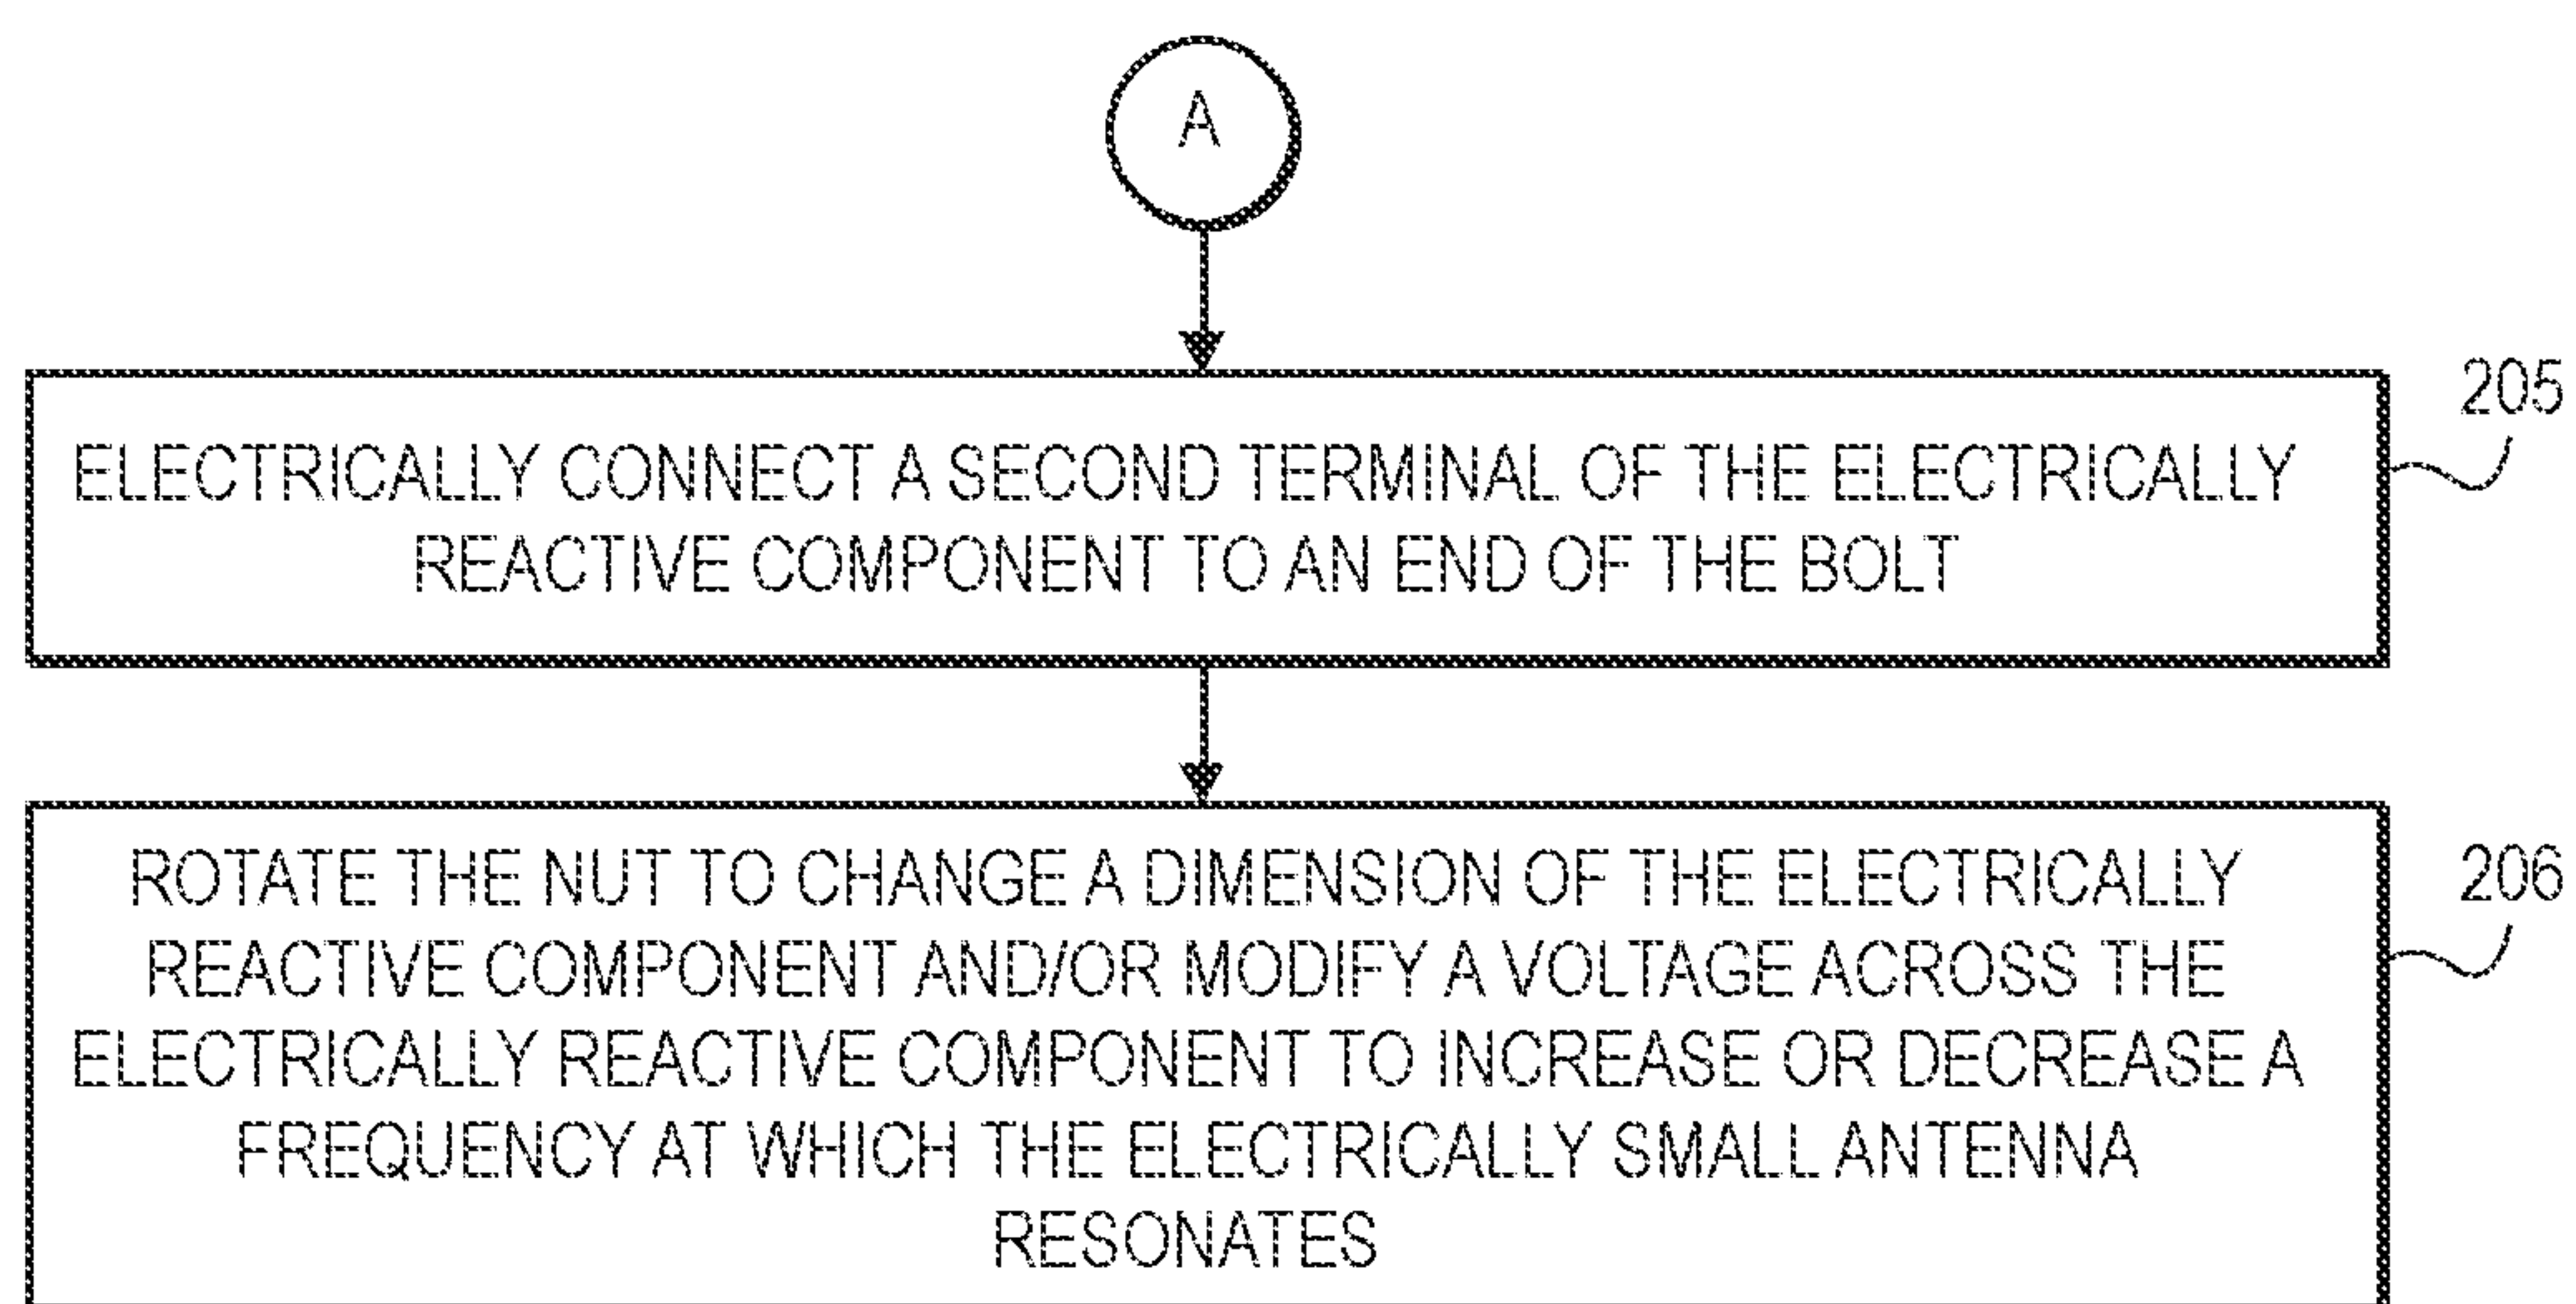 A
205
ELECTRICALLY CONNECT A SECOND TERMINAL OF THE ELECTRICALLY
REACTIVE COMPONENT TO AN END OF THE BOLT
206
ROTATE THE NUT TO CHANGE A DIMENSION OF THE ELECTRICALLY
REACTIVE COMPONENT AND/OR MODIFY A VOLTAGE ACROSS THE
ELECTRICALLY REACTIVE COMPONENT TO INCREASE OR DECREASE A
FREQUENCY AT WHICH THE ELECTRICALLY SMALL ANTENNA
RESONATES